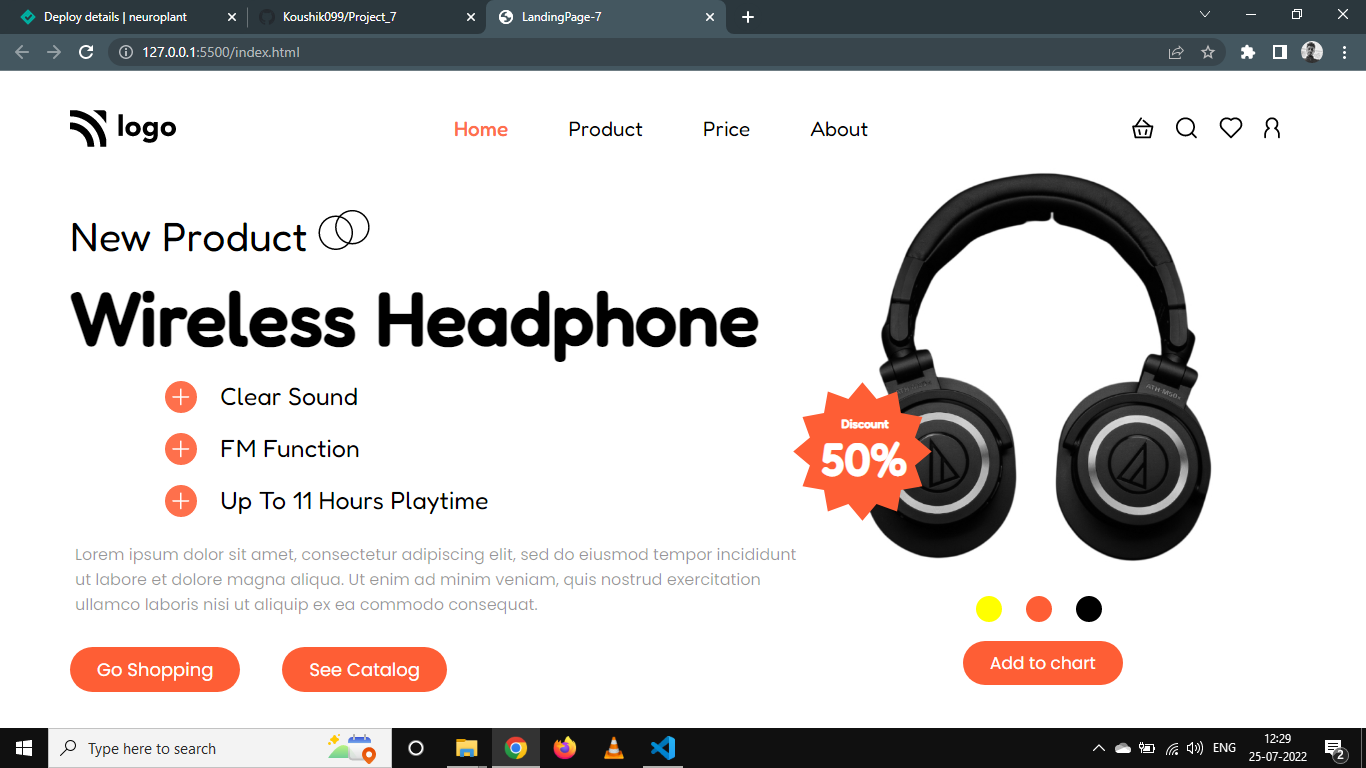 Deploy details | neuroplant
Koushik099/Project_7
LandingPage-7
127.0.0.1:5500/index.html
logo
Home
Product
Price
About
New Product
Wireless Headphone
Clear Sound
FM Function
Up To 11 Hours Playtime
Lorem ipsum dolor sit amet, consectetur adipiscing elit, sed do eiusmod tempor incididunt
ut labore et dolore magna aliqua. Ut enim ad minim veniam, quis nostrud exercitation
ullamco laboris nisi ut aliquip ex ea commodo consequat.
Go Shopping
See Catalog
Discount
50%
Add to chart
Type here to search
ENG
12:29
25-07-2022
2